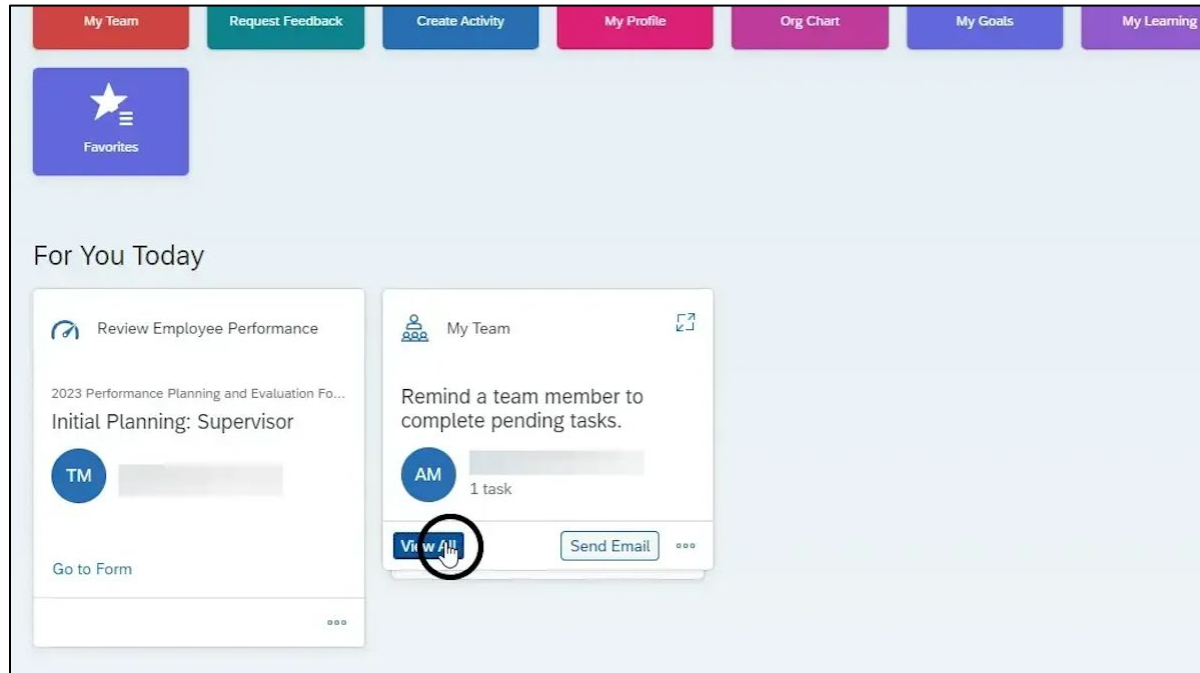 My Team
Request Feedback
Create Activity
My Profile
Org Chart
My Goals
My Learning
Favorites
For You Today
Review Employee Performance
2023 Performance Planning and Evaluation Fo...
Initial Planning: Supervisor
TM
Go to Form
My Team
Remind a team member to
complete pending tasks.
AM
1 task
View All
Send Email